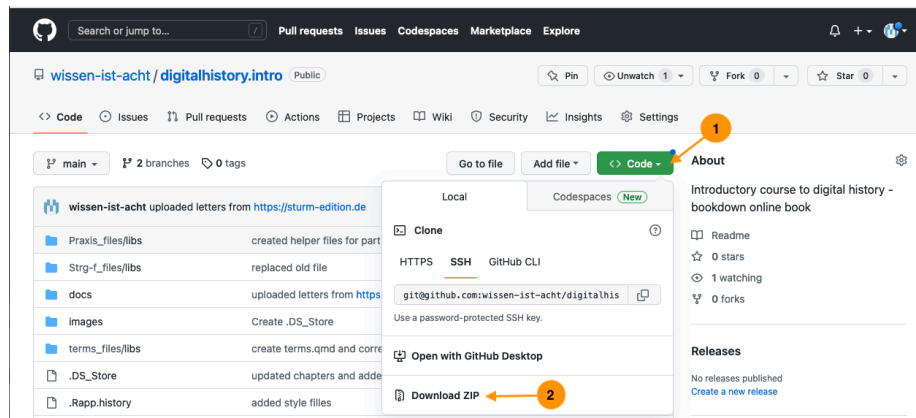 Search or jump to... / Pull requests Issues Codespaces Marketplace Explore
wissen-ist-acht / digitalhistory.intro Public
Pin Unwatch 1 Fork 0 Star 0
<> Code Issues Pull requests Actions Projects Wiki Security Insights Settings
1
main 2 branches 0 tags Go to file Add file <> Code About
Introductory course to digital history - bookdown online book
Local Codespaces New
wissen-ist-acht uploaded letters from https://sturm-edition.de
Clone
Readme
Praxis_files/libs created helper files for part
HTTPS SSH GitHub CLI
0 stars
Strg-f_files/libs replaced old file
1 watching
docs uploaded letters from https
git@github.com:wissen-ist-acht/digitalhis
0 forks
images Create .DS_Store
Use a password-protected SSH key.
terms_files/libs create terms.qmd and corre
Open with GitHub Desktop
Releases
.DS_Store updated chapters and adde
No releases published
Create a new release
.Rapp.history added style filles
Download ZIP 2